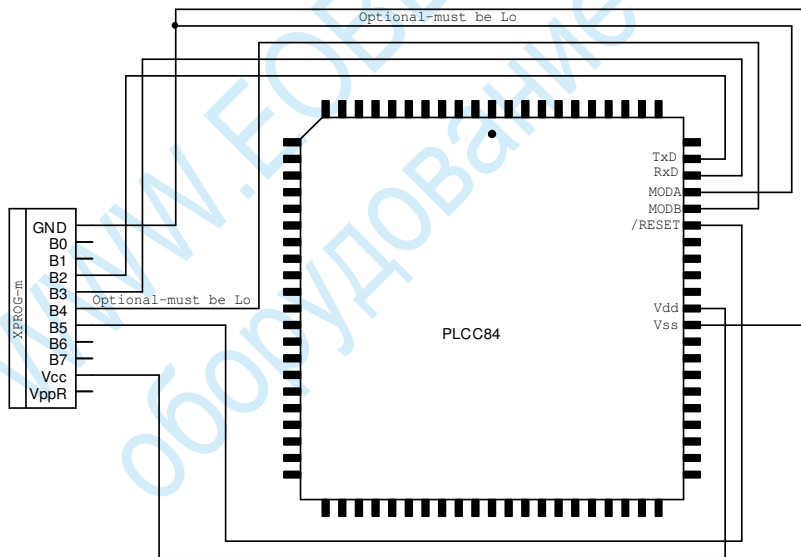 Optional-must be Lo
WWW.EOBD
оборудование
TxD
RxD
MODA
MODB
/RESET
Vdd
Vss
XPROG-m
GND
B0
B1
B2
B3
B4
B5
B6
B7
Vcc
VppR
Optional-must be Lo
PLCC84